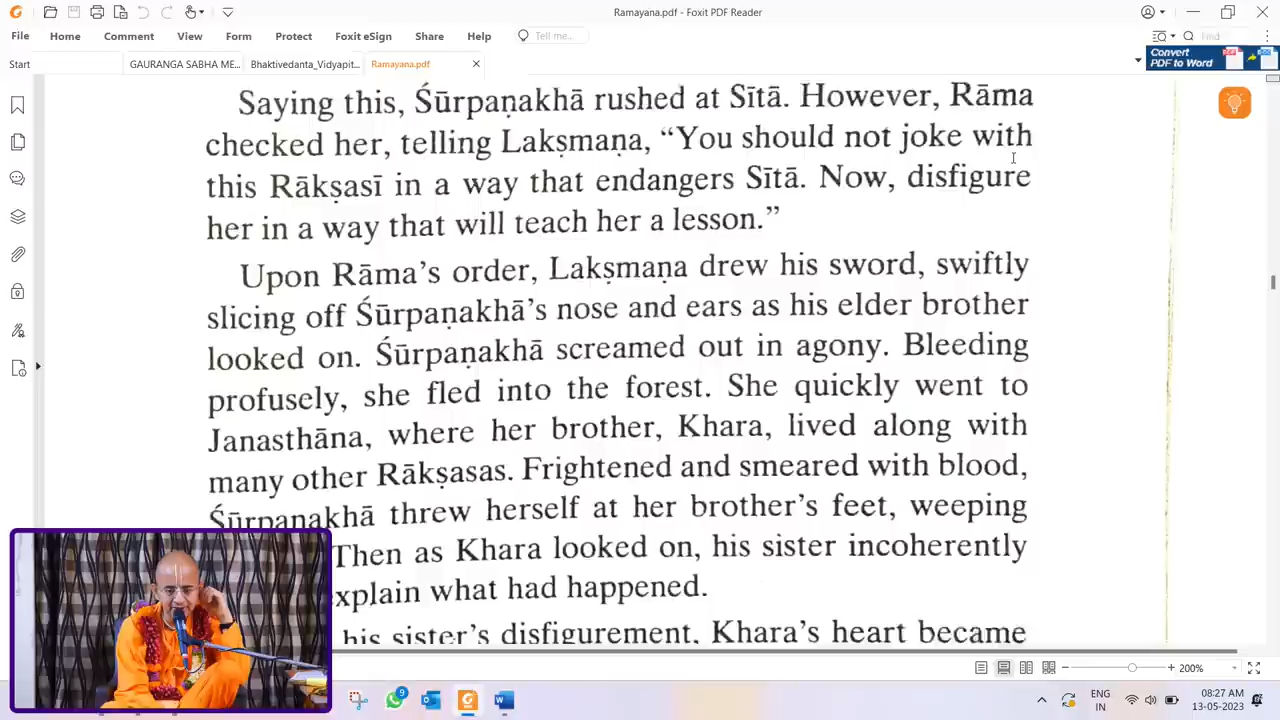 Ramayana.pdf - Foxit PDF Reader
File Home Comment View Form Protect Foxit eSign Share Help Tell me... Find
Start GAURANGA SABHA ME... Bhaktivedanta_Vidyapit... Ramayana.pdf
Convert
PDF to Word
Saying this, Śūrpaṇakhā rushed at Sītā. However, Rāma
checked her, telling Lakṣmaṇa, “You should not joke with
this Rākṣasī in a way that endangers Sītā. Now, disfigure
her in a way that will teach her a lesson.”
Upon Rāma’s order, Lakṣmaṇa drew his sword, swiftly
slicing off Śūrpaṇakhā’s nose and ears as his elder brother
looked on. Śūrpaṇakhā screamed out in agony. Bleeding
profusely, she fled into the forest. She quickly went to
Janasthāna, where her brother, Khara, lived along with
many other Rākṣasas. Frightened and smeared with blood,
Śūrpaṇakhā threw herself at her brother’s feet, weeping
Then as Khara looked on, his sister incoherently
xplain what had happened.
his sister’s disfigurement, Khara’s heart became
200%
9
ENG
IN
08:27 AM
13-05-2023